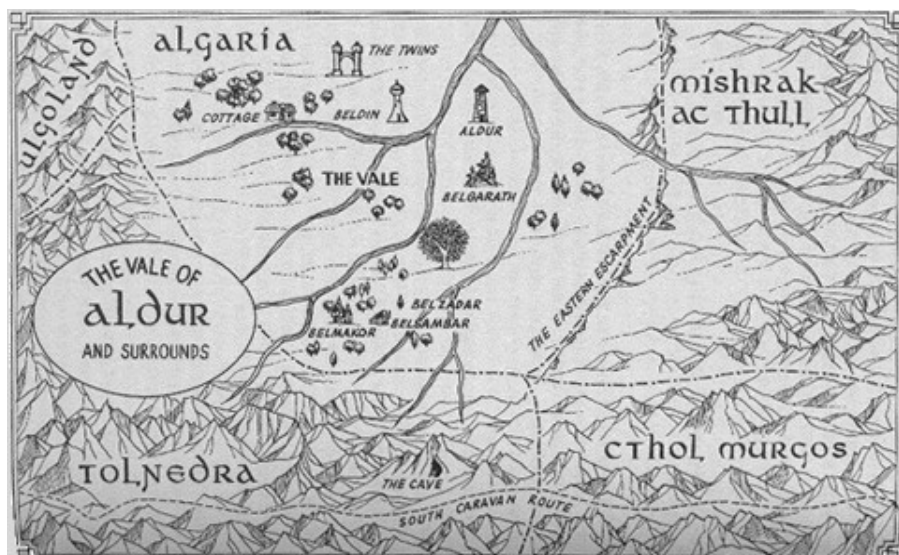 ULGOLAND
ALGARIA
THE TWINS
MISHRAK
AC THULL
COTTAGE
BELDIN
ALDUR
THE VALE
BELGARATH
THE VALE OF
ALDUR
AND SURROUNDS
BELZADAR
BELSAMBAR
BELMAKOR
THE EASTERN ESCARPMENT
TOLNEDRA
CTHOL MURGOS
THE CAVE
SOUTH CARAVAN ROUTE